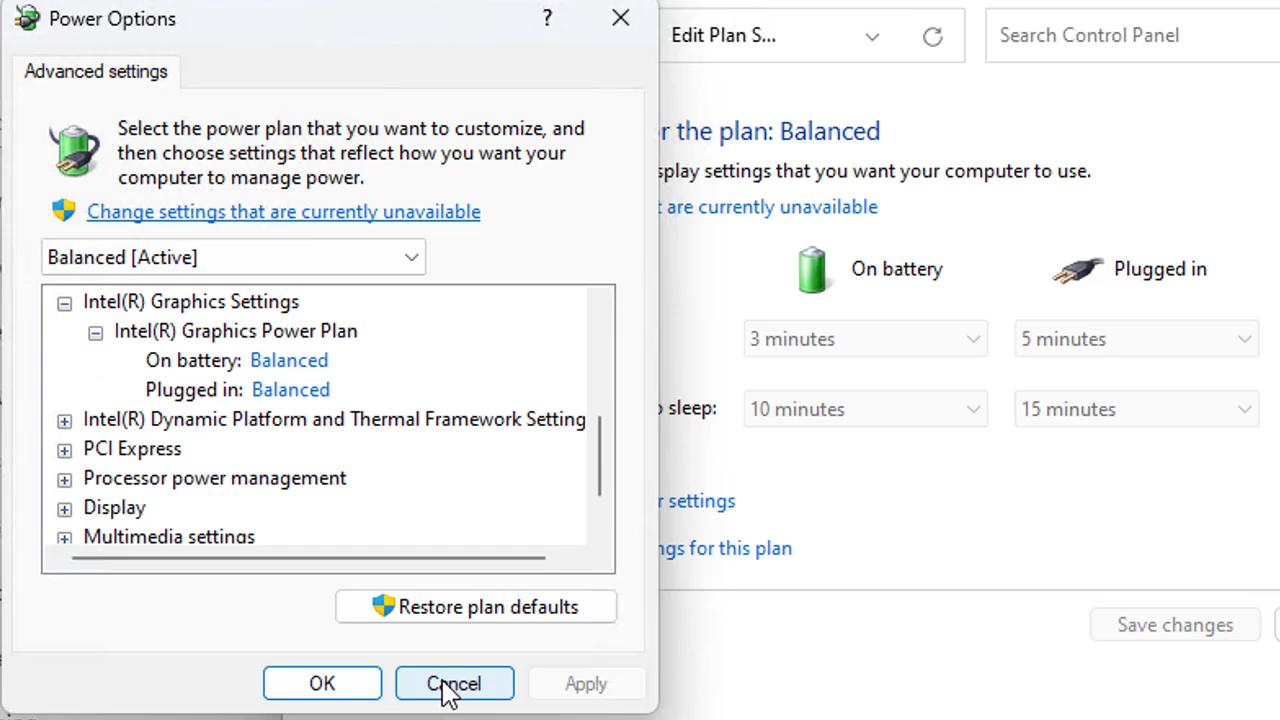 Power Options
?
Advanced settings
Select the power plan that you want to customize, and
then choose settings that reflect how you want your
computer to manage power.
Change settings that are currently unavailable
Balanced [Active]
Intel(R) Graphics Settings
Intel(R) Graphics Power Plan
On battery: Balanced
Plugged in: Balanced
Intel(R) Dynamic Platform and Thermal Framework Setting
PCI Express
Processor power management
Display
Multimedia settings
Restore plan defaults
OK
Cancel
Apply
Edit Plan S...
Search Control Panel
r the plan: Balanced
splay settings that you want your computer to use.
t are currently unavailable
On battery
Plugged in
3 minutes
5 minutes
o sleep:
10 minutes
15 minutes
r settings
ngs for this plan
Save changes